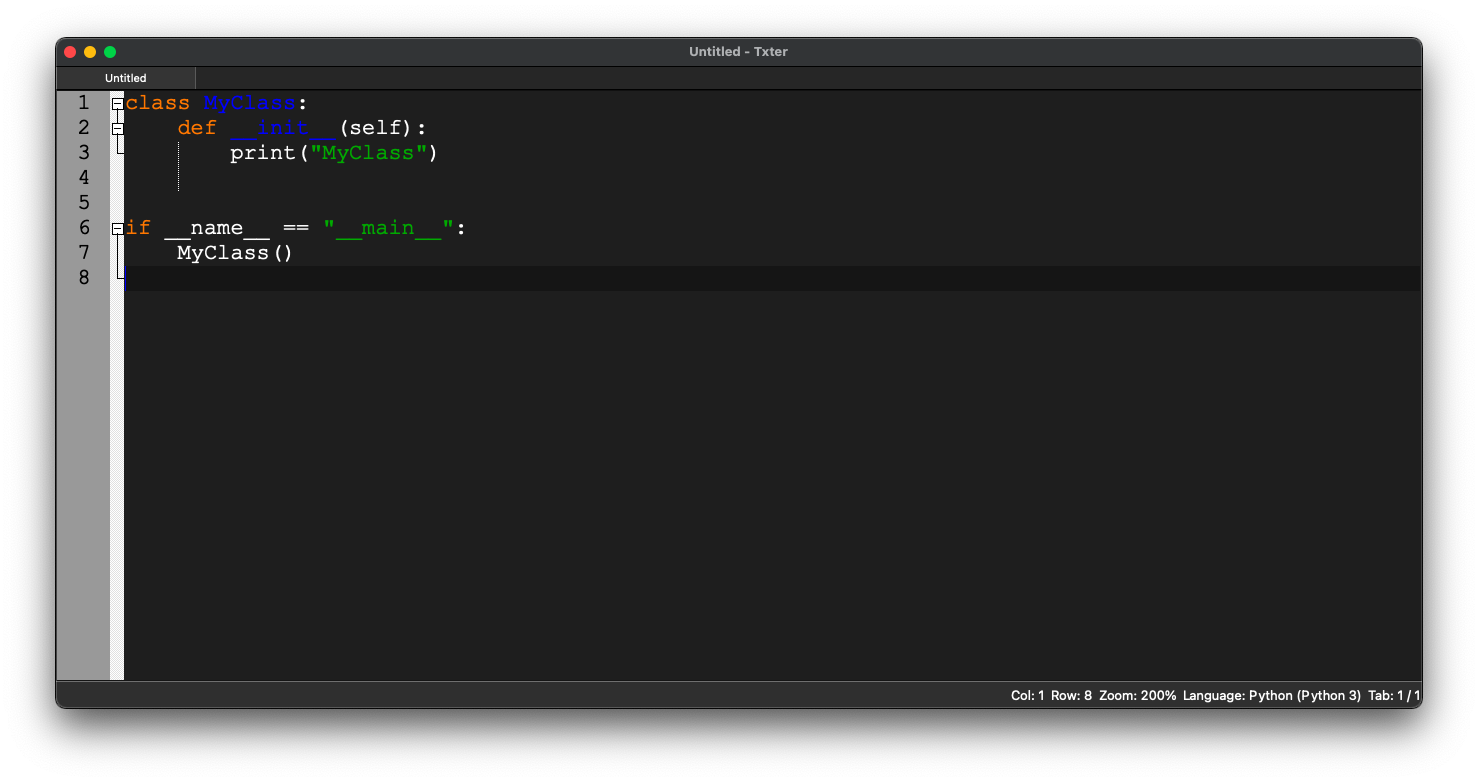 Untitled - Txter
Untitled
1 class MyClass:
2     def __init__(self):
3         print("MyClass")
4
5
6 if __name__ == "__main__":
7     MyClass()
8
Col: 1 Row: 8 Zoom: 200% Language: Python (Python 3) Tab: 1 / 1